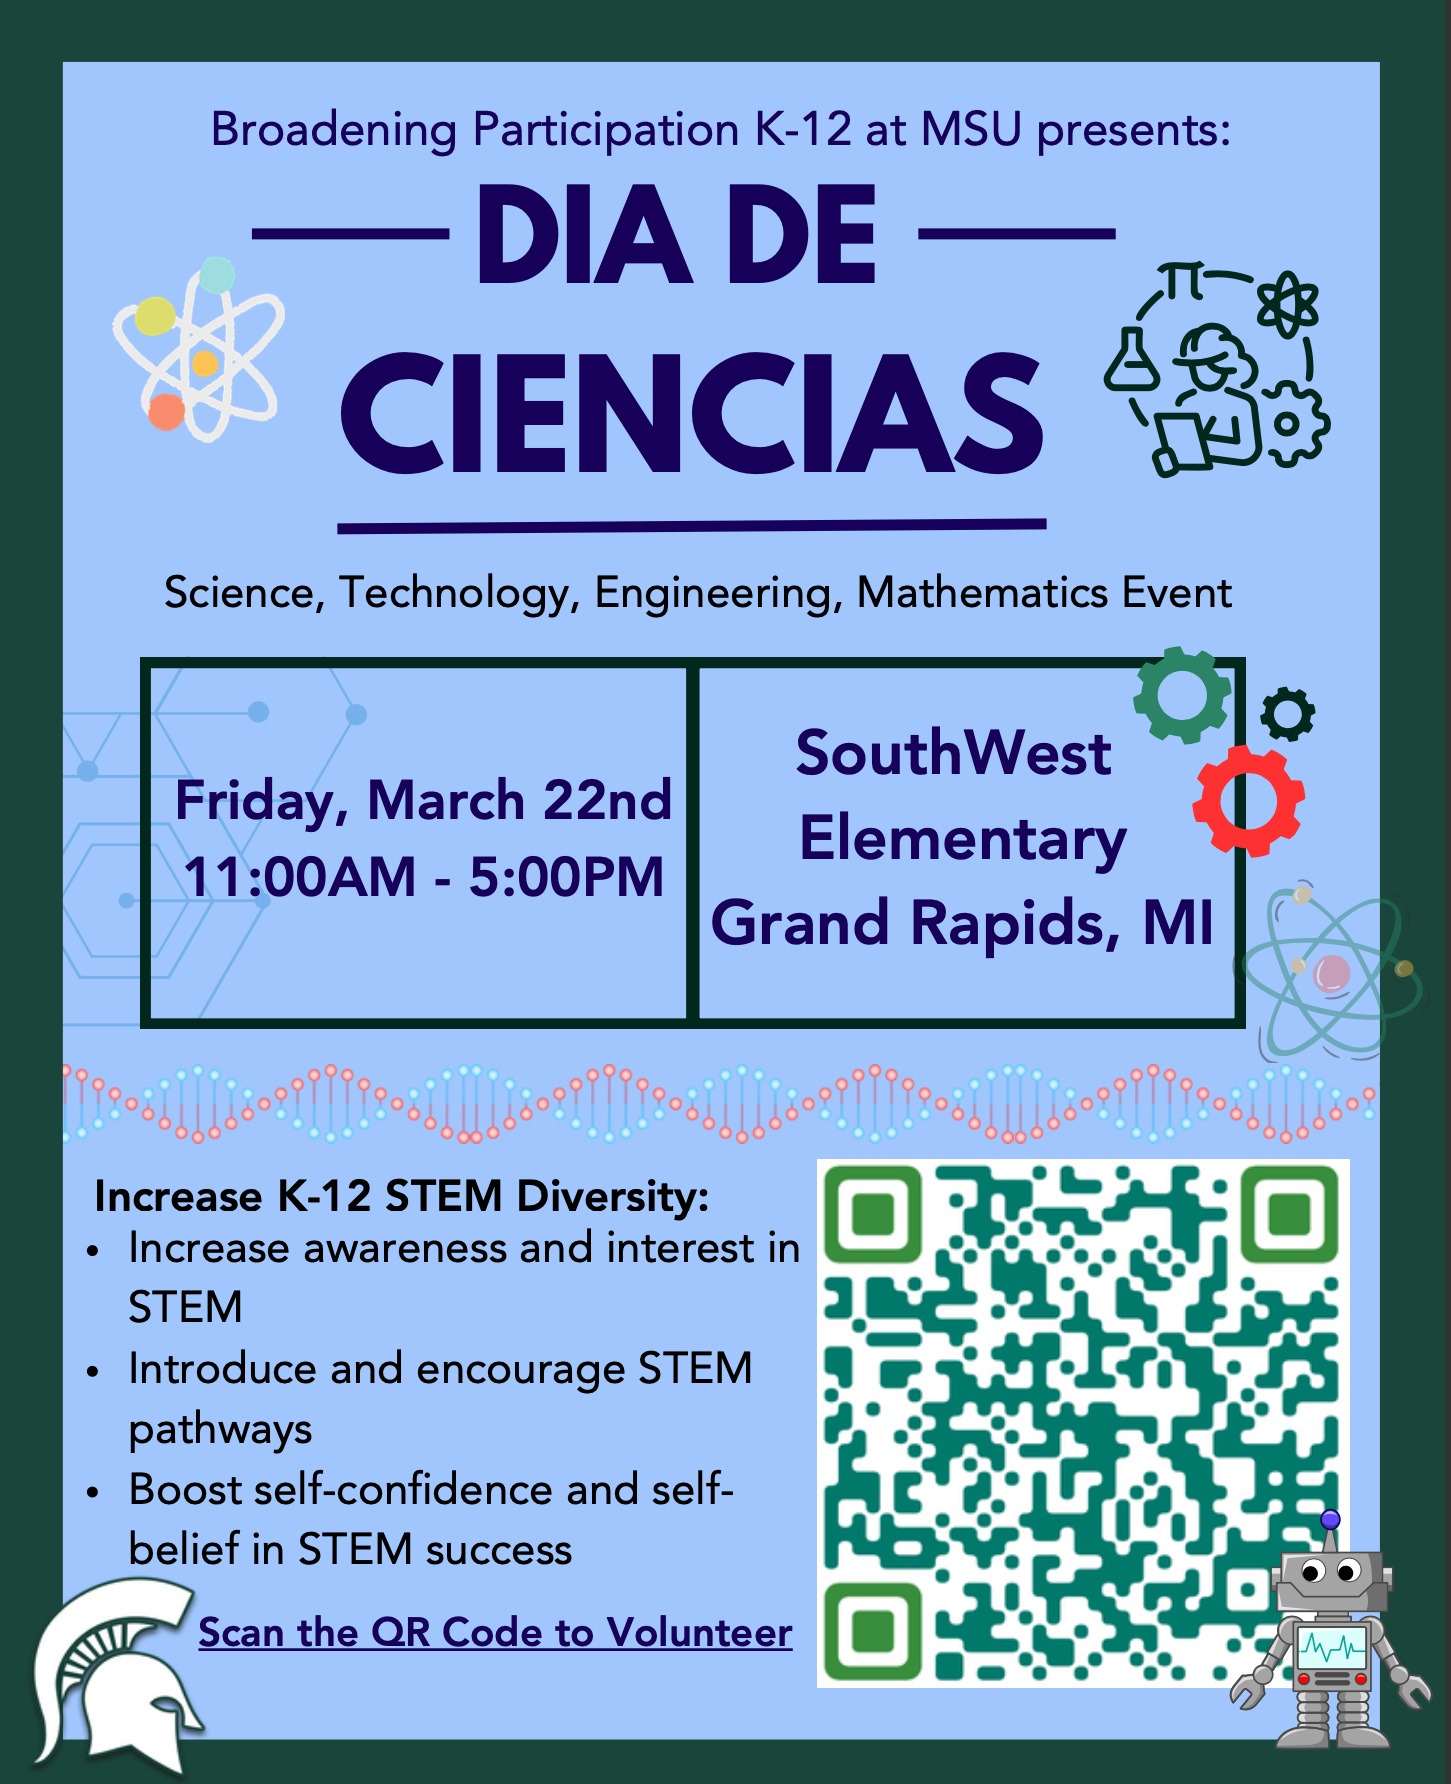 Broadening Participation K-12 at MSU presents:
DIA DE
CIENCIAS
Science, Technology, Engineering, Mathematics Event
Friday, March 22nd
11:00AM - 5:00PM
SouthWest
Elementary
Grand Rapids, MI
Increase K-12 STEM Diversity:
• Increase awareness and interest in
STEM
• Introduce and encourage STEM
pathways
• Boost self-confidence and self-
belief in STEM success
Scan the QR Code to Volunteer